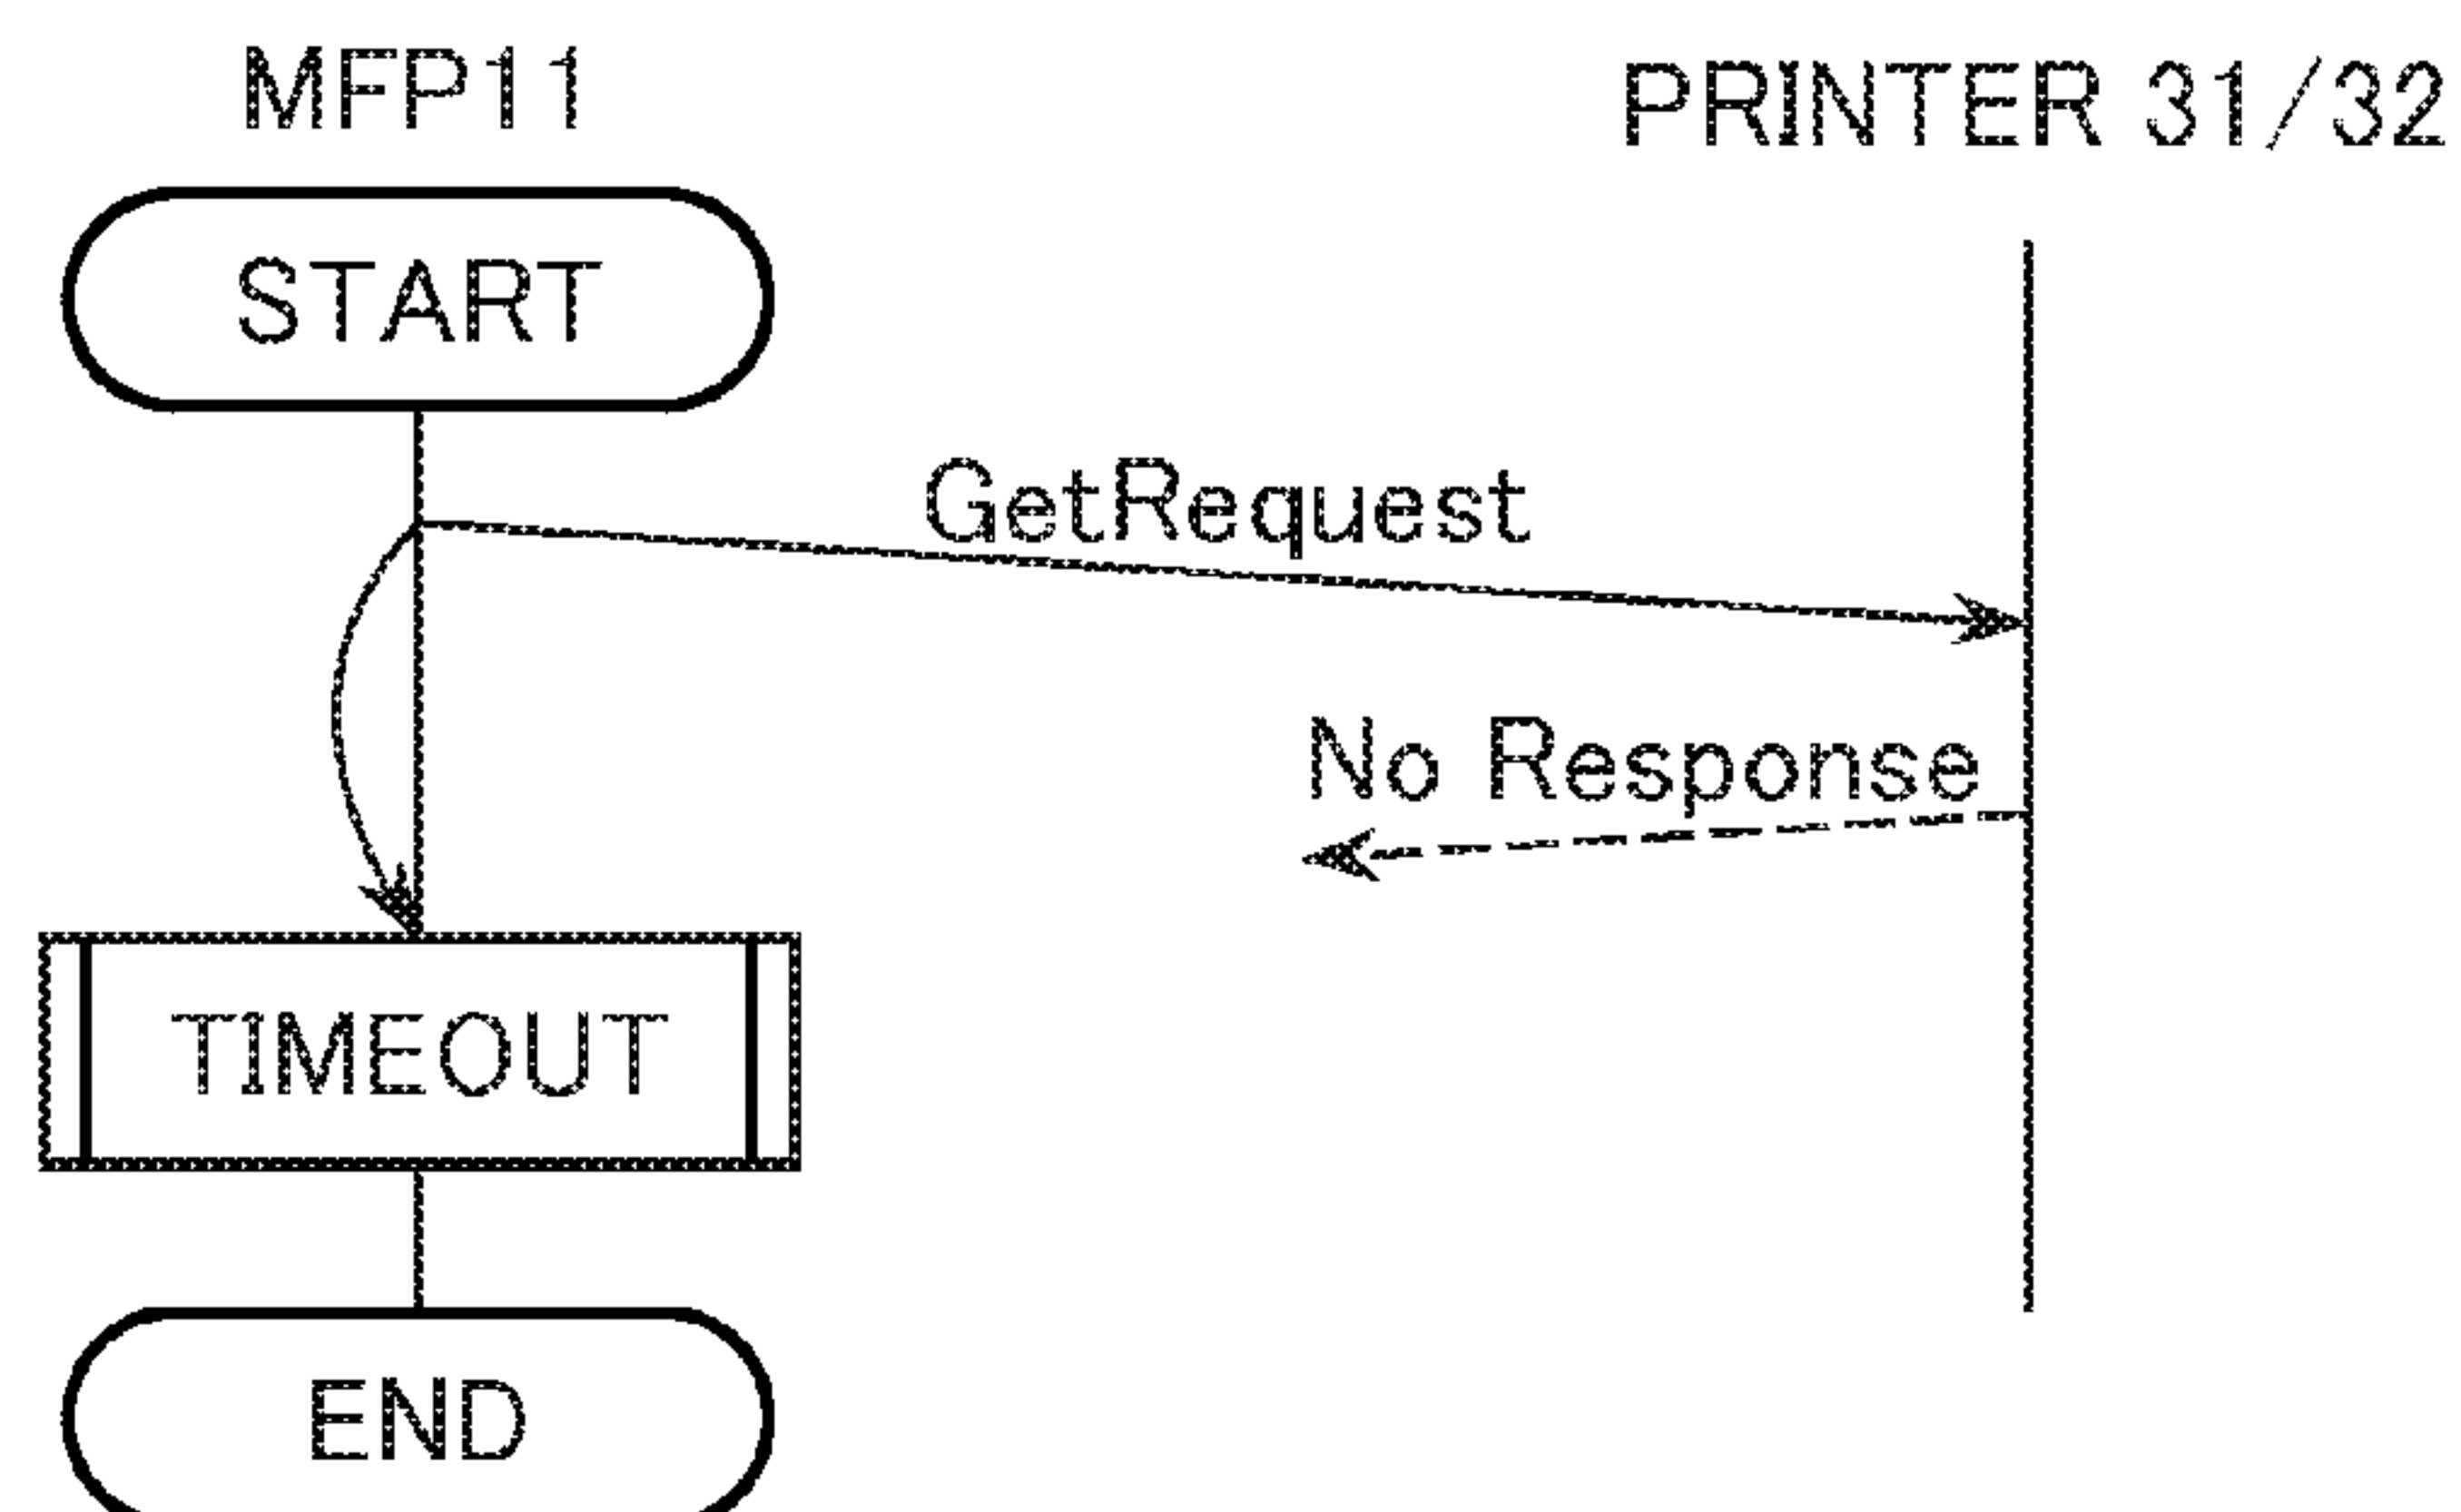 MFP11
PRINTER 31/32
START
GetRequest
No Response
TIMEOUT
END